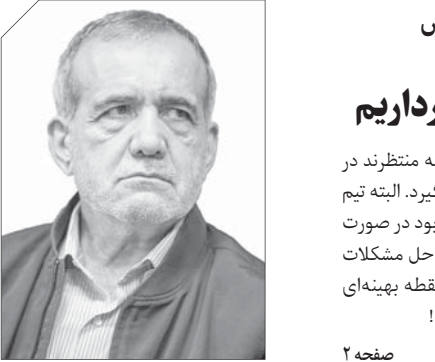 رداریم
ه منتظرند در
گیرد. البته تیم
بود در صورت
حل مشکلات
نقطه بهینه‌ای
!
صفحه ۲